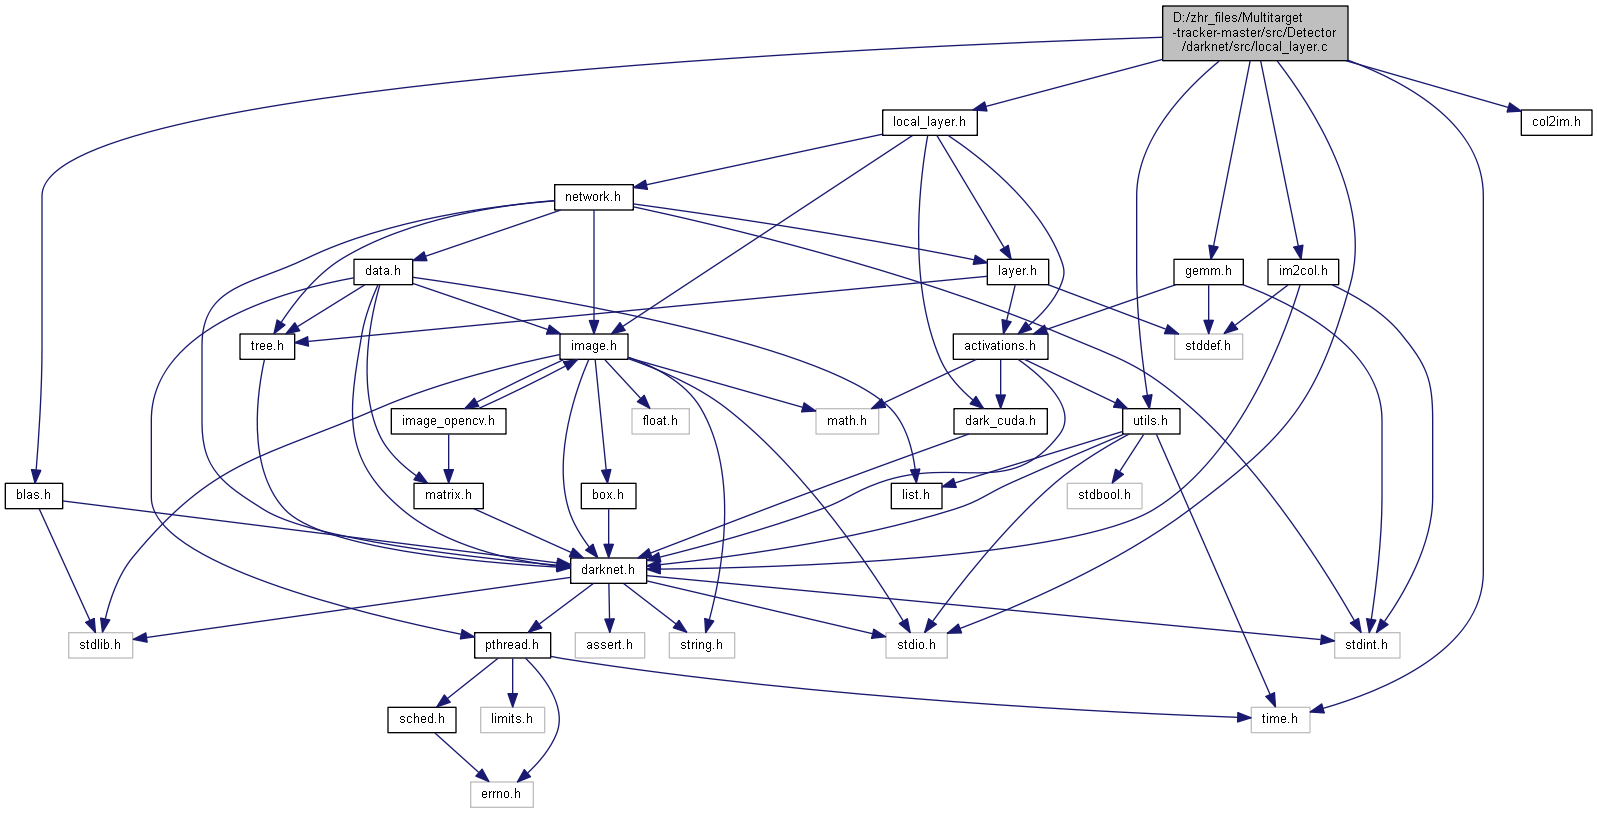 D:/zhr_files/Multitarget
-tracker-master/src/Detector
/darknet/src/local_layer.c
local_layer.h
col2im.h
network.h
data.h
layer.h
gemm.h
im2col.h
tree.h
image.h
activations.h
stddef.h
image_opencv.h
float.h
math.h
dark_cuda.h
utils.h
blas.h
matrix.h
box.h
list.h
stdbool.h
darknet.h
stdlib.h
pthread.h
assert.h
string.h
stdio.h
stdint.h
sched.h
limits.h
time.h
errno.h